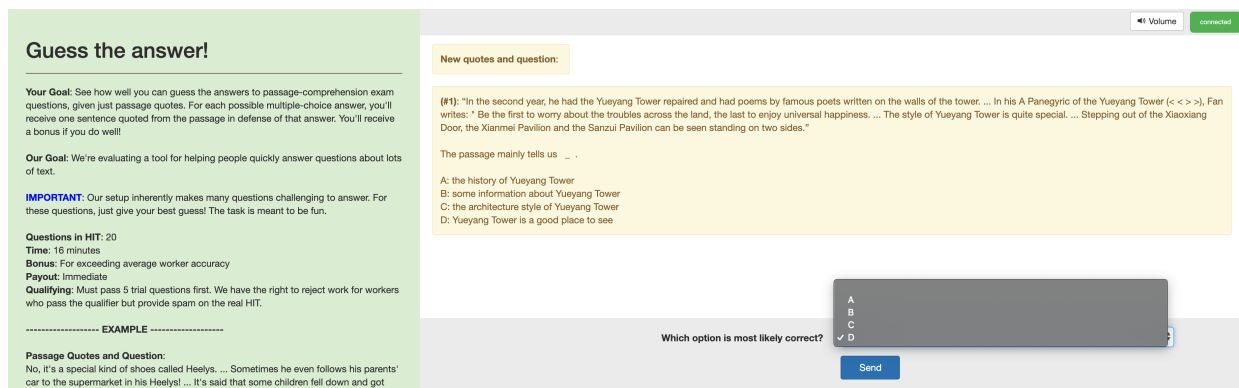 Guess the answer!
Your Goal: See how well you can guess the answers to passage-comprehension exam
questions, given just passage quotes. For each possible multiple-choice answer, you'll
receive one sentence quoted from the passage in defense of that answer. You'll receive
a bonus if you do well!
Our Goal: We're evaluating a tool for helping people quickly answer questions about lots
of text.
IMPORTANT: Our setup inherently makes many questions challenging to answer. For
these questions, just give your best guess! The task is meant to be fun.
Questions in HIT: 20
Time: 16 minutes
Bonus: For exceeding average worker accuracy
Payout: Immediate
Qualifying: Must pass 5 trial questions first. We have the right to reject work for workers
who pass the qualifier but provide spam on the real HIT.
------------------- EXAMPLE -------------------
Passage Quotes and Question:
No, it's a special kind of shoes called Heelys. ... Sometimes he even follows his parents'
car to the supermarket in his Heelys! ... It's said that some children fell down and got
Volume
connected
New quotes and question:
(#1): "In the second year, he had the Yueyang Tower repaired and had poems by famous poets written on the walls of the tower. ... In his A Panegyric of the Yueyang Tower (< < > >), Fan
writes: " Be the first to worry about the troubles across the land, the last to enjoy universal happiness. ... The style of Yueyang Tower is quite special. ... Stepping out of the Xiaoxiang
Door, the Xianmei Pavilion and the Sanzui Pavilion can be seen standing on two sides."
The passage mainly tells us _ .
A: the history of Yueyang Tower
B: some information about Yueyang Tower
C: the architecture style of Yueyang Tower
D: Yueyang Tower is a good place to see
A
B
C
Which option is most likely correct? ✓ D
Send